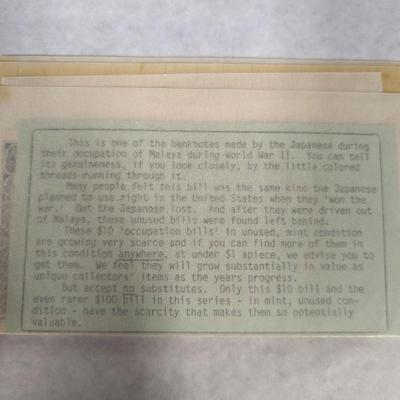 This is one of the banknotes made by the Japanese during
their occupation of Malaya during World War II. You can tell
its genuineness, if you look closely, by the little colored
threads running through it.
Many people felt this bill was the same kind the Japanese
planned to use right in the United States when they 'won the
war.' But the Japanese lost. And after they were driven out
of Malaya, these unused bills were found left behind.
These $10 'occupation bills' in unused, mint condition
are growing very scarce and if you can find more of them in
this condition anywhere, at under $1 apiece, we advise you to
get them. We feel they will grow substantially in value as
unique collectors' items as the years progress.
But accept no substitutes. Only this $10 bill and the
even rarer $100 bill in this series - in mint, unused con-
dition - have the scarcity that makes them so potentially
valuable.